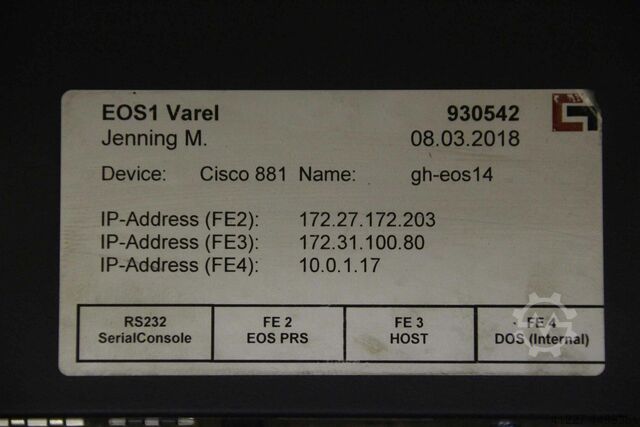 EOS1 Varel 930542
Jenning M. 08.03.2018
Device: Cisco 881 Name: gh-eos14
IP-Address (FE2): 172.27.172.203
IP-Address (FE3): 172.31.100.80
IP-Address (FE4): 10.0.1.17
RS232 FE 2 FE 3 FE 4
SerialConsole EOS PRS HOST DOS (Internal)